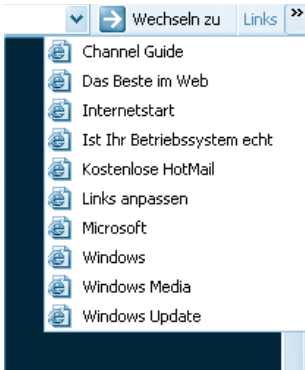 Wechseln zu Links »
Channel Guide
Das Beste im Web
Internetstart
Ist Ihr Betriebssystem echt
Kostenlose HotMail
Links anpassen
Microsoft
Windows
Windows Media
Windows Update